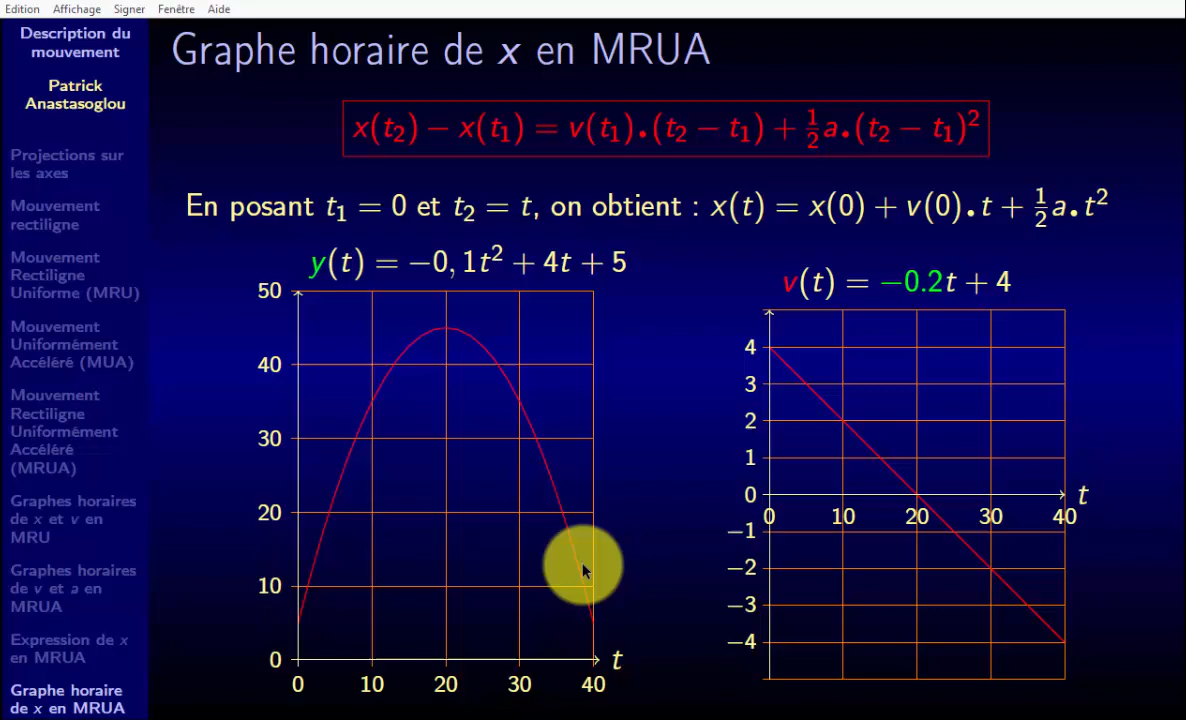 Edition Affichage Signer Fenêtre Aide
Description du
mouvement
Patrick
Anastasoglou
Projections sur
les axes
Mouvement
rectiligne
Mouvement
Rectiligne
Uniforme (MRU)
Mouvement
Uniformément
Accéléré (MUA)
Mouvement
Rectiligne
Uniformément
Accéléré
(MRUA)
Graphes horaires
de x et v en
MRU
Graphes horaires
de v et a en
MRUA
Expression de x
en MRUA
Graphe horaire
de x en MRUA
Graphe horaire de x en MRUA
x(t₂) − x(t₁) = v(t₁).(t₂ − t₁) + ½a.(t₂ − t₁)²
En posant t₁ = 0 et t₂ = t, on obtient : x(t) = x(0) + v(0).t + ½a.t²
y(t) = −0, 1t² + 4t + 5
50
40
30
20
10
0
0 10 20 30 40
t
v(t) = −0.2t + 4
4
3
2
1
0
−1
−2
−3
−4
0 10 20 30 40
t